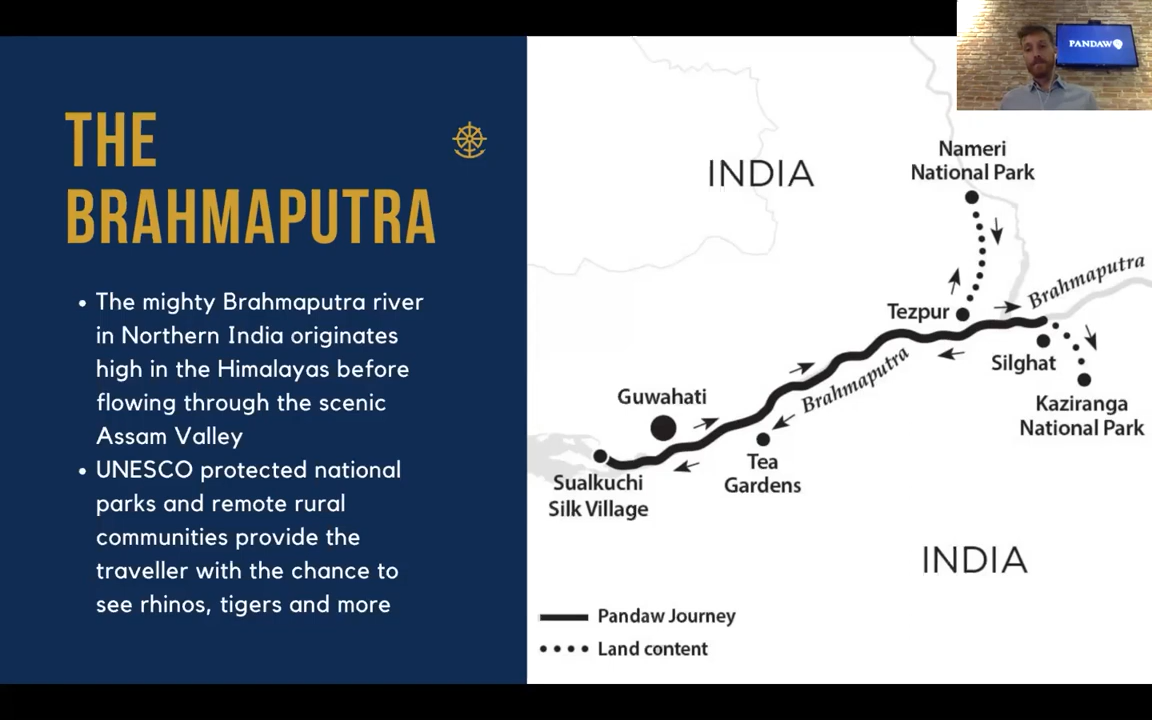 THE
BRAHMAPUTRA
• The mighty Brahmaputra river
in Northern India originates
high in the Himalayas before
flowing through the scenic
Assam Valley
• UNESCO protected national
parks and remote rural
communities provide the
traveller with the chance to
see rhinos, tigers and more
PANDAW
INDIA
Nameri
National Park
Brahmaputra
Tezpur
Silghat
Brahmaputra
Guwahati
Kaziranga
National Park
Tea
Gardens
Sualkuchi
Silk Village
INDIA
Pandaw Journey
Land content